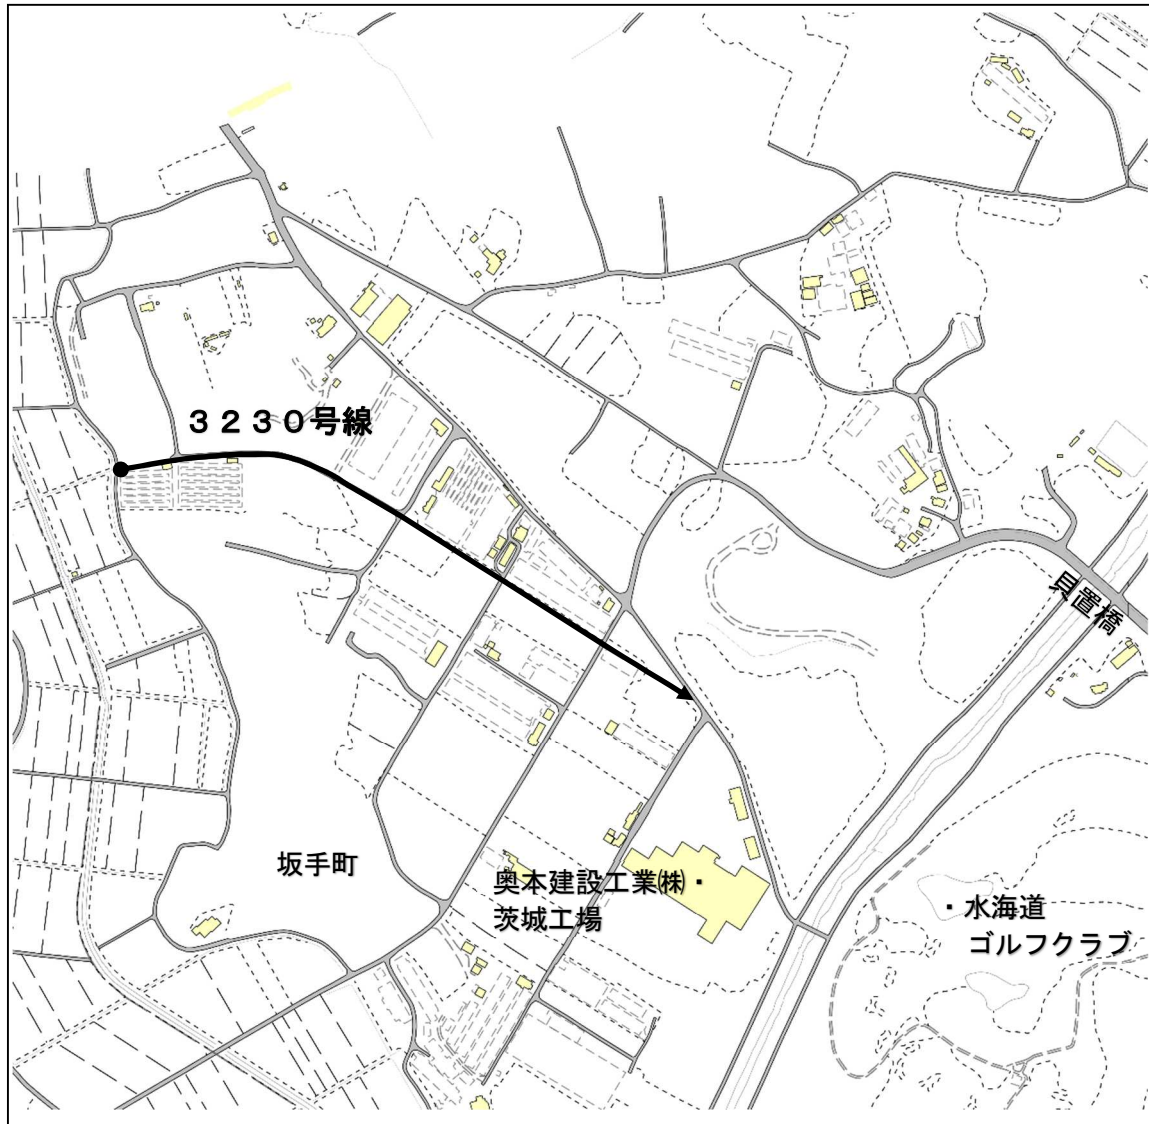 ３２３０号線
貝置橋
坂手町
奥本建設工業㈱・
茨城工場
・水海道
ゴルフクラブ